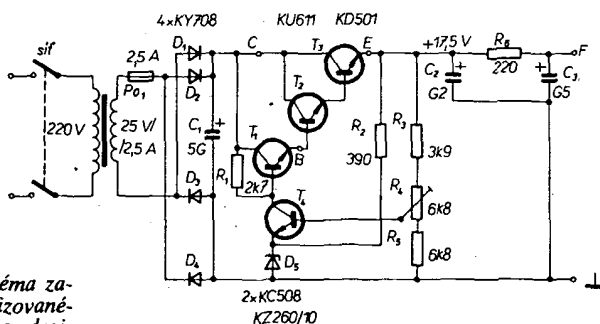 4×KY708
KU611 KD501
síť
2,5 A
Po1
D1
D2
C
T3
E
+17,5 V
R6
220
F
C2 +
G2
C3 +
G5
220 V
25 V/
/2,5 A
C1 +
5G
T2
T1
B
R1
2k7
R2
390
R3
3k9
D3
T4
R4
6k8
R5
6k8
D4
D5
2×KC508
KZ260/10
éma za-
izované-